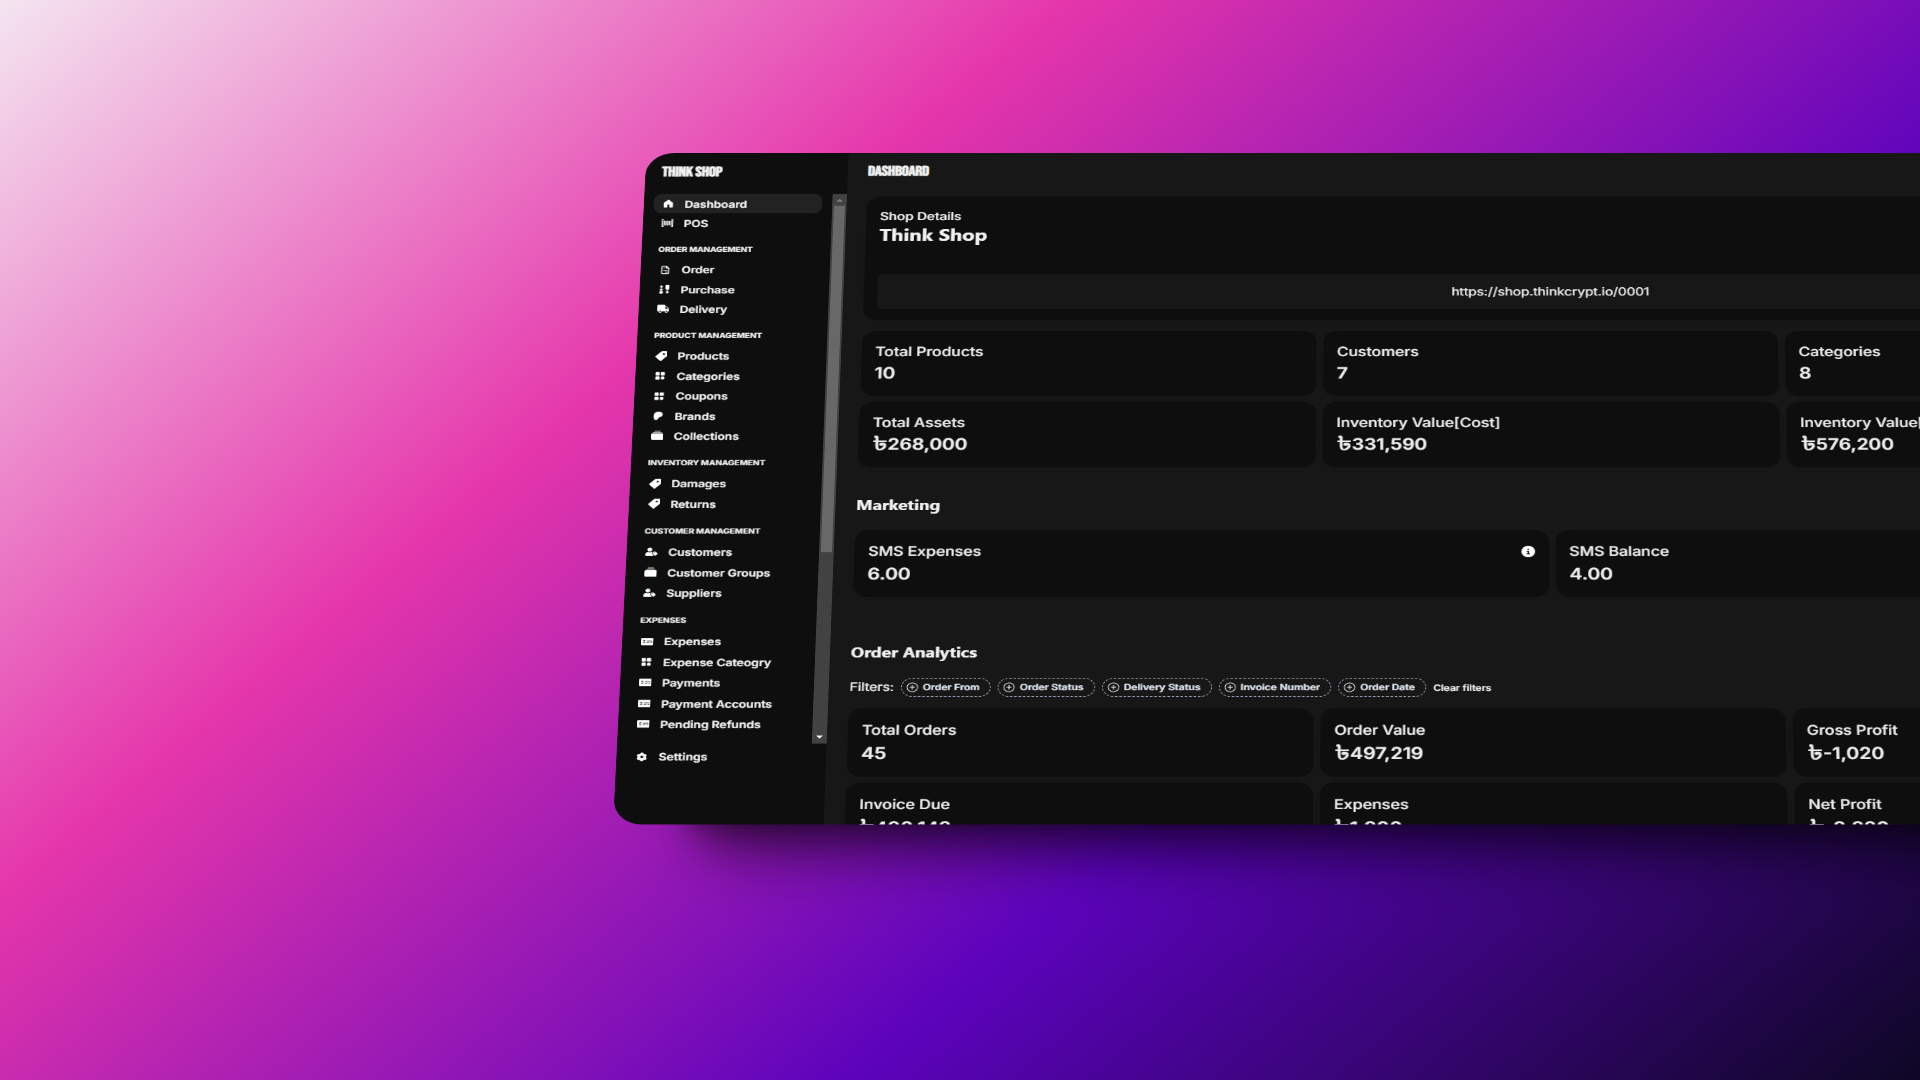 THINK SHOP
Dashboard
POS
ORDER MANAGEMENT
Order
Purchase
Delivery
PRODUCT MANAGEMENT
Products
Categories
Coupons
Brands
Collections
INVENTORY MANAGEMENT
Damages
Returns
CUSTOMER MANAGEMENT
Customers
Customer Groups
Suppliers
EXPENSES
Expenses
Expense Cateogry
Payments
Payment Accounts
Pending Refunds
Settings
DASHBOARD
Shop Details
Think Shop
https://shop.thinkcrypt.io/0001
Total Products
10
Customers
7
Categories
8
Total Assets
৳268,000
Inventory Value[Cost]
৳331,590
Inventory Value[
৳576,200
Marketing
SMS Expenses
6.00
SMS Balance
4.00
Order Analytics
Filters: Order From Order Status Delivery Status Invoice Number Order Date Clear filters
Total Orders
45
Order Value
৳497,219
Gross Profit
৳-1,020
Invoice Due
Expenses
Net Profit